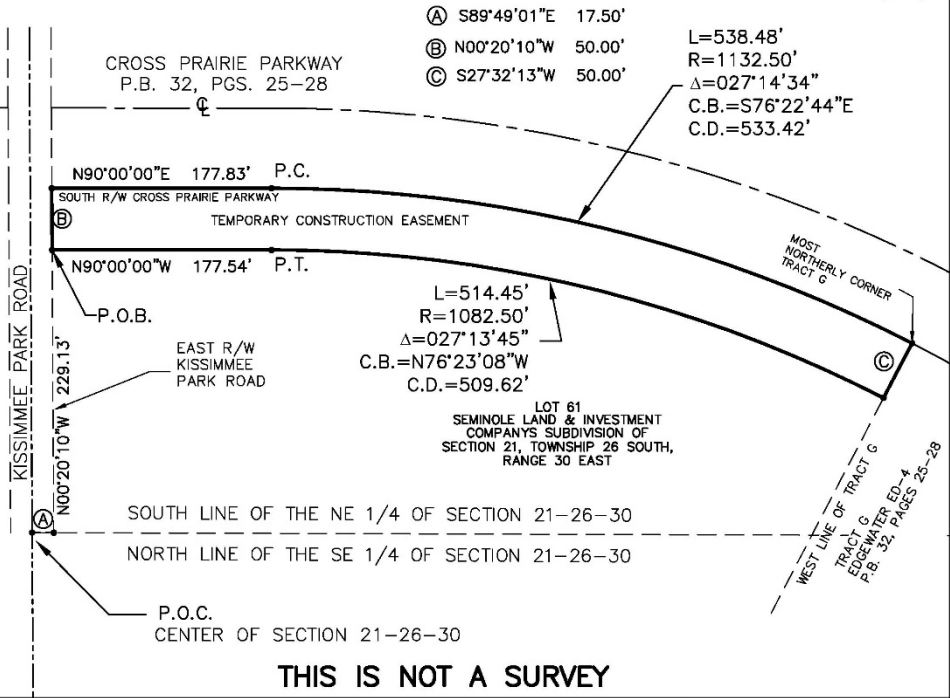 Ⓐ S89°49'01"E 17.50'
Ⓑ N00°20'10"W 50.00'
Ⓒ S27°32'13"W 50.00'
L=538.48'
R=1132.50'
Δ=027°14'34"
C.B.=S76°22'44"E
C.D.=533.42'
CROSS PRAIRIE PARKWAY
P.B. 32, PGS. 25-28
℄
N90°00'00"E 177.83' P.C.
SOUTH R/W CROSS PRAIRIE PARKWAY
Ⓑ
TEMPORARY CONSTRUCTION EASEMENT
N90°00'00"W 177.54' P.T.
MOST
NORTHERLY CORNER
TRACT G
Ⓒ
P.O.B.
L=514.45'
R=1082.50'
Δ=027°13'45"
C.B.=N76°23'08"W
C.D.=509.62'
KISSIMMEE PARK ROAD
N00°20'10"W 229.13'
EAST R/W
KISSIMMEE
PARK ROAD
LOT 61
SEMINOLE LAND & INVESTMENT
COMPANYS SUBDIVISION OF
SECTION 21, TOWNSHIP 26 SOUTH,
RANGE 30 EAST
WEST LINE OF TRACT G
TRACT G
EDGEWATER ED-4
P.B. 32, PAGES 25-28
Ⓐ
SOUTH LINE OF THE NE 1/4 OF SECTION 21-26-30
NORTH LINE OF THE SE 1/4 OF SECTION 21-26-30
P.O.C.
CENTER OF SECTION 21-26-30
THIS IS NOT A SURVEY